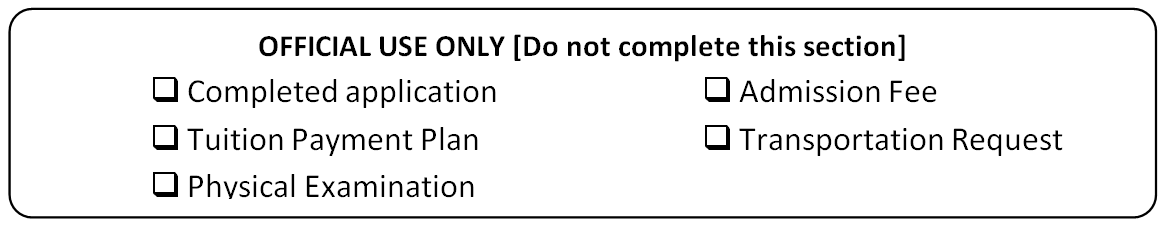 OFFICIAL USE ONLY [Do not complete this section]
❑ Completed application ❑ Admission Fee
❑ Tuition Payment Plan ❑ Transportation Request
❑ Physical Examination